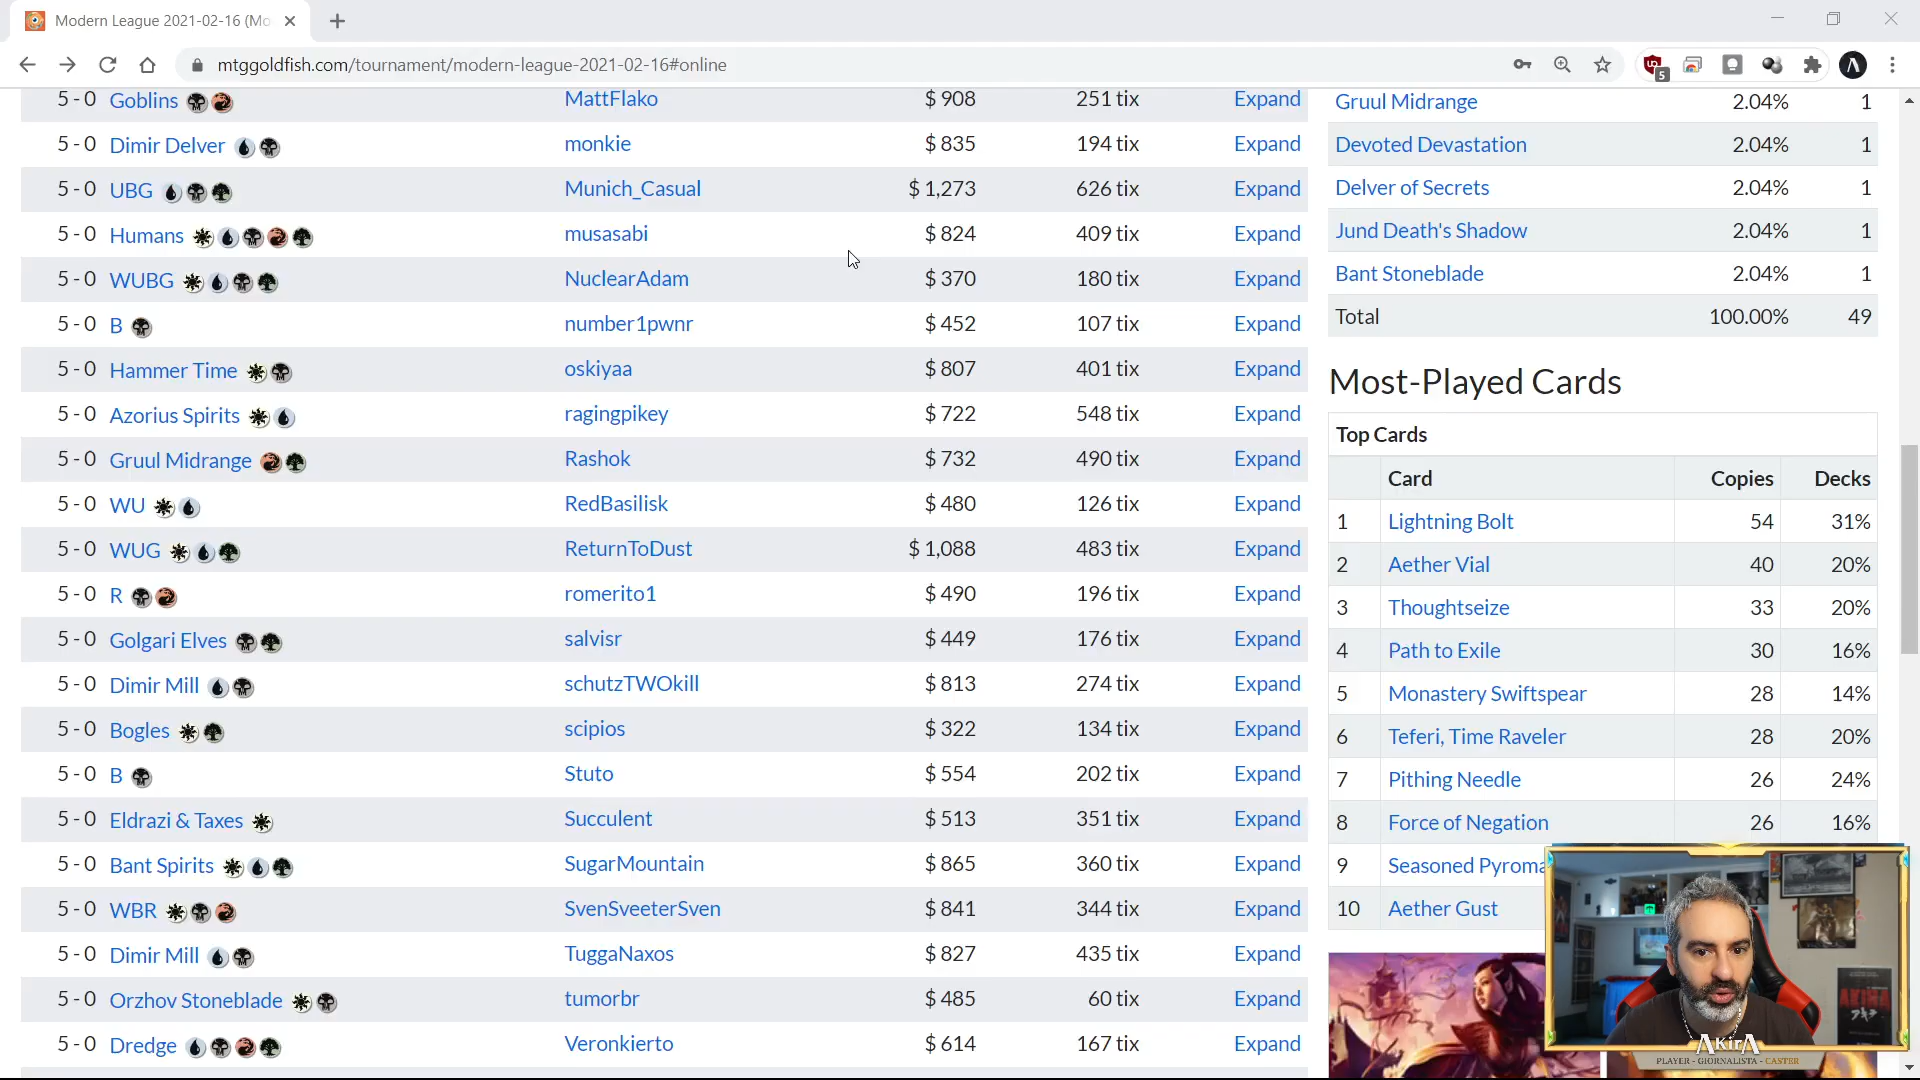 Modern League 2021-02-16 (Mo
mtggoldfish.com/tournament/modern-league-2021-02-16#online
5
5 - 0 Goblins MattFlako $ 908 251 tix Expand
5 - 0 Dimir Delver monkie $ 835 194 tix Expand
5 - 0 UBG Munich_Casual $ 1,273 626 tix Expand
5 - 0 Humans musasabi $ 824 409 tix Expand
5 - 0 WUBG NuclearAdam $ 370 180 tix Expand
5 - 0 B number1pwnr $ 452 107 tix Expand
5 - 0 Hammer Time oskiyaa $ 807 401 tix Expand
5 - 0 Azorius Spirits ragingpikey $ 722 548 tix Expand
5 - 0 Gruul Midrange Rashok $ 732 490 tix Expand
5 - 0 WU RedBasilisk $ 480 126 tix Expand
5 - 0 WUG ReturnToDust $ 1,088 483 tix Expand
5 - 0 R romerito1 $ 490 196 tix Expand
5 - 0 Golgari Elves salvisr $ 449 176 tix Expand
5 - 0 Dimir Mill schutzTWOkill $ 813 274 tix Expand
5 - 0 Bogles scipios $ 322 134 tix Expand
5 - 0 B Stuto $ 554 202 tix Expand
5 - 0 Eldrazi & Taxes Succulent $ 513 351 tix Expand
5 - 0 Bant Spirits SugarMountain $ 865 360 tix Expand
5 - 0 WBR SvenSveeterSven $ 841 344 tix Expand
5 - 0 Dimir Mill TuggaNaxos $ 827 435 tix Expand
5 - 0 Orzhov Stoneblade tumorbr $ 485 60 tix Expand
5 - 0 Dredge Veronkierto $ 614 167 tix Expand
Gruul Midrange 2.04% 1
Devoted Devastation 2.04% 1
Delver of Secrets 2.04% 1
Jund Death's Shadow 2.04% 1
Bant Stoneblade 2.04% 1
Total 100.00% 49
Most-Played Cards
Top Cards
Card Copies Decks
1 Lightning Bolt 54 31%
2 Aether Vial 40 20%
3 Thoughtseize 33 20%
4 Path to Exile 30 16%
5 Monastery Swiftspear 28 14%
6 Teferi, Time Raveler 28 20%
7 Pithing Needle 26 24%
8 Force of Negation 26 16%
9 Seasoned Pyroma
10 Aether Gust
AKIRA
AKirA
PLAYER - GIORNALISTA - CASTER